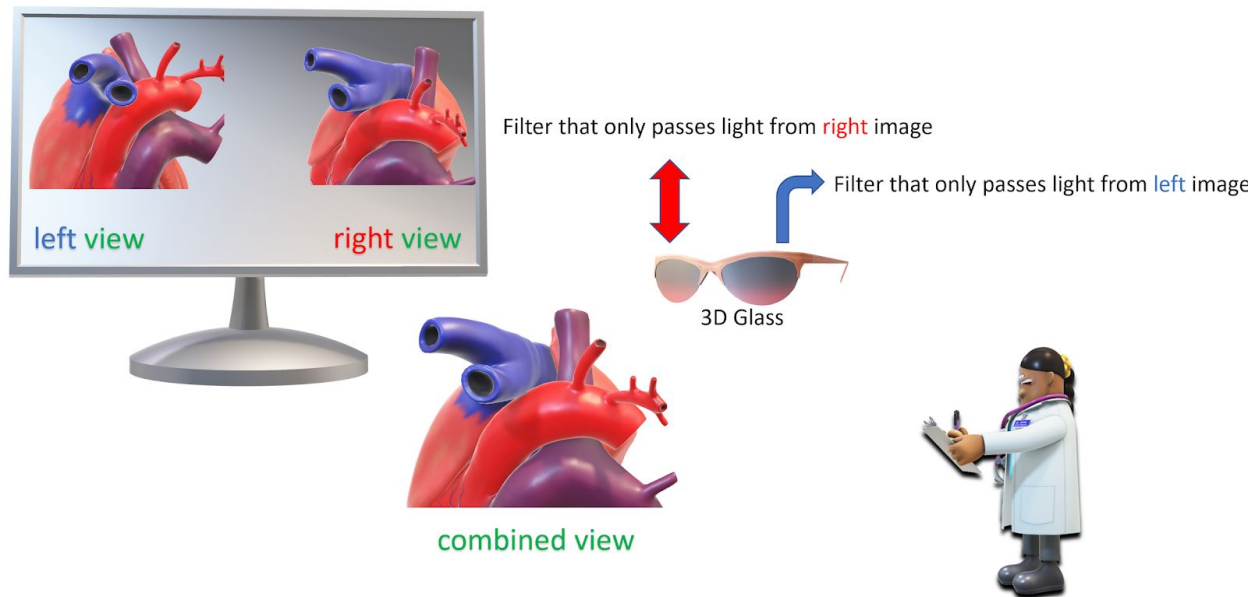 left view
right view
Filter that only passes light from right image
Filter that only passes light from left image
3D Glass
combined view